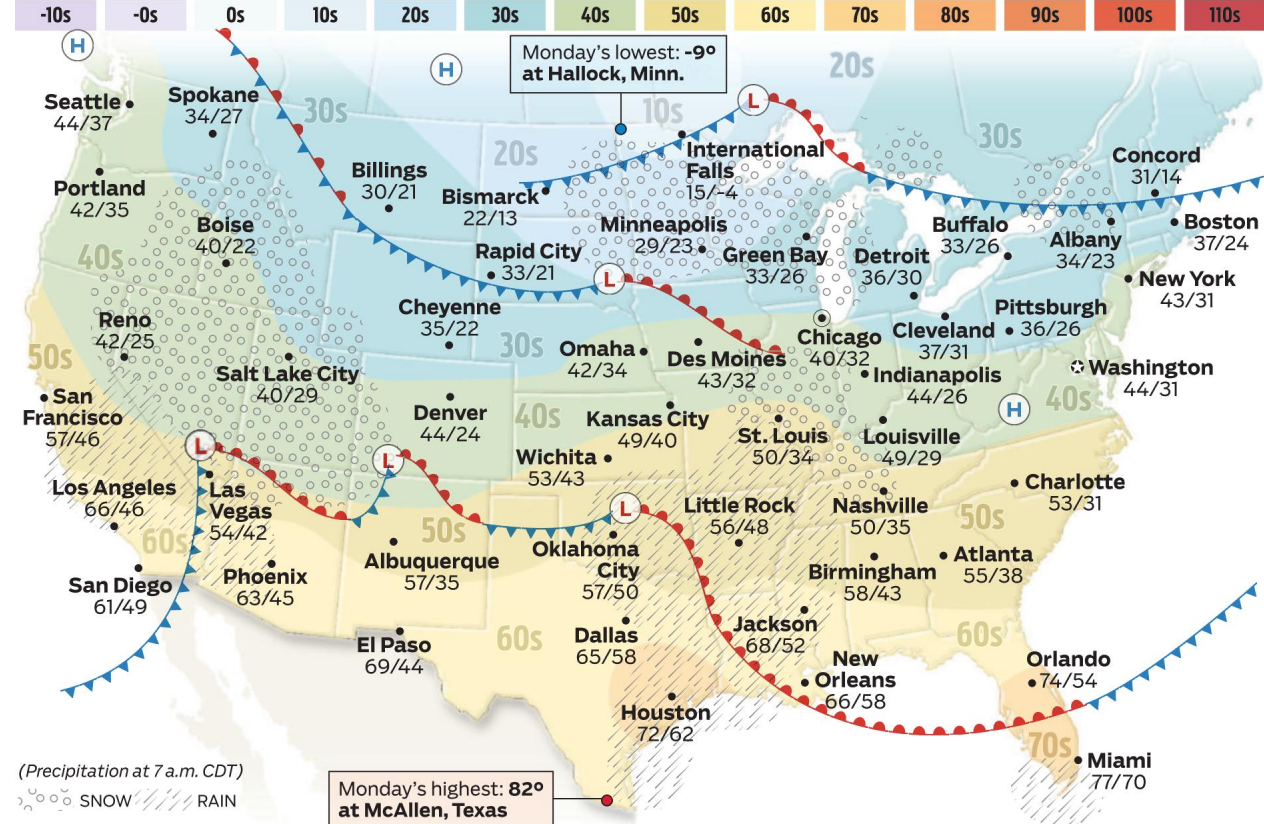 -10s -0s 0s 10s 20s 30s 40s 50s 60s 70s 80s 90s 100s 110s
H
H
Monday's lowest: -9º
at Hallock, Minn.
20s
L
Seattle
44/37
Spokane
34/27
30s
10s
30s
20s
International
Falls
15/-4
Concord
31/14
Portland
42/35
Billings
30/21
Bismarck
22/13
Boise
40/22
Minneapolis
29/23
Green Bay
33/26
Detroit
36/30
Buffalo
33/26
Albany
34/23
Boston
37/24
40s
Rapid City
33/21
L
New York
43/31
Cheyenne
35/22
30s
Pittsburgh
36/26
Reno
42/25
Omaha
42/34
Des Moines
43/32
Chicago
40/32
Cleveland
37/31
50s
Salt Lake City
40/29
Indianapolis
44/26
Washington
44/31
San
Francisco
57/46
Denver
44/24
40s
Kansas City
49/40
St. Louis
50/34
Louisville
49/29
H
40s
L
L
Wichita
53/43
Los Angeles
66/46
Las
Vegas
54/42
L
Little Rock
56/48
Nashville
50/35
Charlotte
53/31
50s
50s
60s
Albuquerque
57/35
Oklahoma
City
57/50
Birmingham
58/43
Atlanta
55/38
San Diego
61/49
Phoenix
63/45
El Paso
69/44
60s
Dallas
65/58
Jackson
68/52
60s
New
Orleans
66/58
Orlando
74/54
Houston
72/62
70s
Miami
77/70
(Precipitation at 7 a.m. CDT)
SNOW RAIN
Monday's highest: 82º
at McAllen, Texas